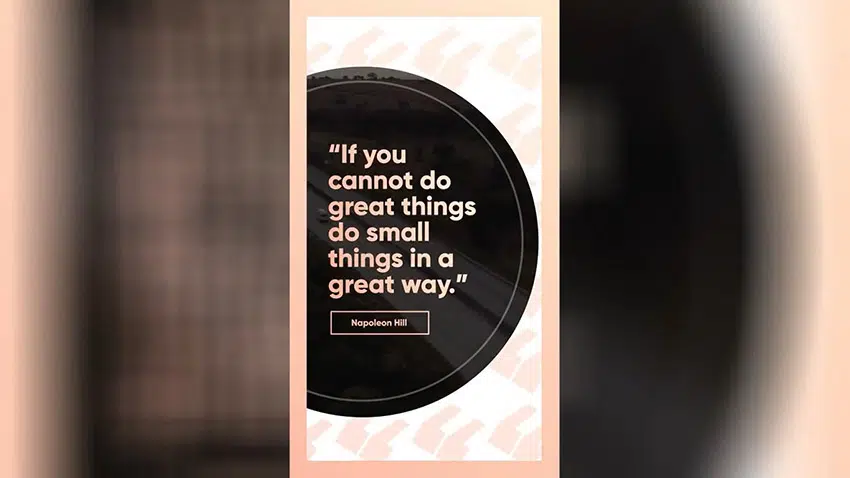 “If you
cannot do
great things
do small
things in a
great way.”
Napoleon Hill